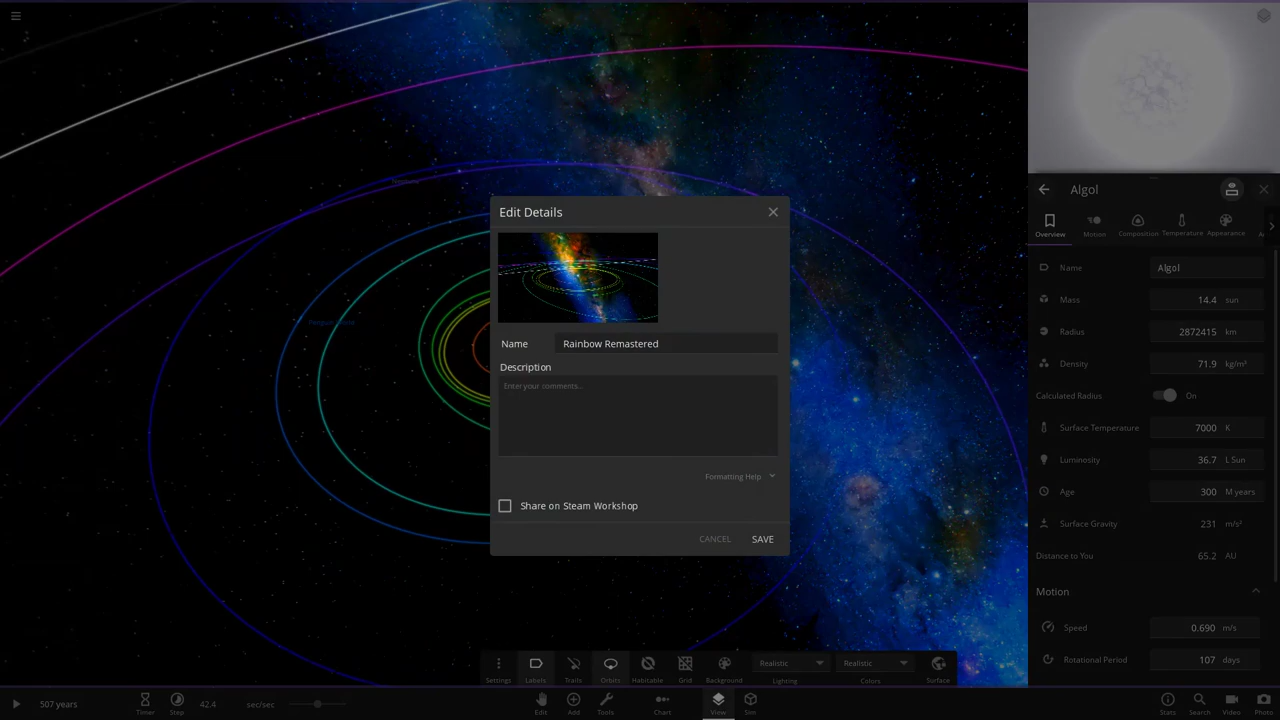 Edit Details
Name
Rainbow Remastered
Description
Enter your comments...
Formatting Help
Share on Steam Workshop
CANCEL
SAVE
Algol
Overview
Motion
Composition
Temperature
Appearance
Name
Algol
Mass
14.4 sun
Radius
2872415 km
Density
71.9 kg/m³
Calculated Radius
On
Surface Temperature
7000 K
Luminosity
36.7 L Sun
Age
300 M years
Surface Gravity
231 m/s²
Distance to You
65.2 AU
Motion
Speed
0.690 m/s
Rotational Period
107 days
Settings
Labels
Trails
Orbits
Habitable
Grid
Background
Realistic
Lighting
Realistic
Colors
Surface
507 years
Timer
Step
42.4 sec/sec
Edit
Add
Tools
Chart
View
Sim
Stats
Search
Video
Photo